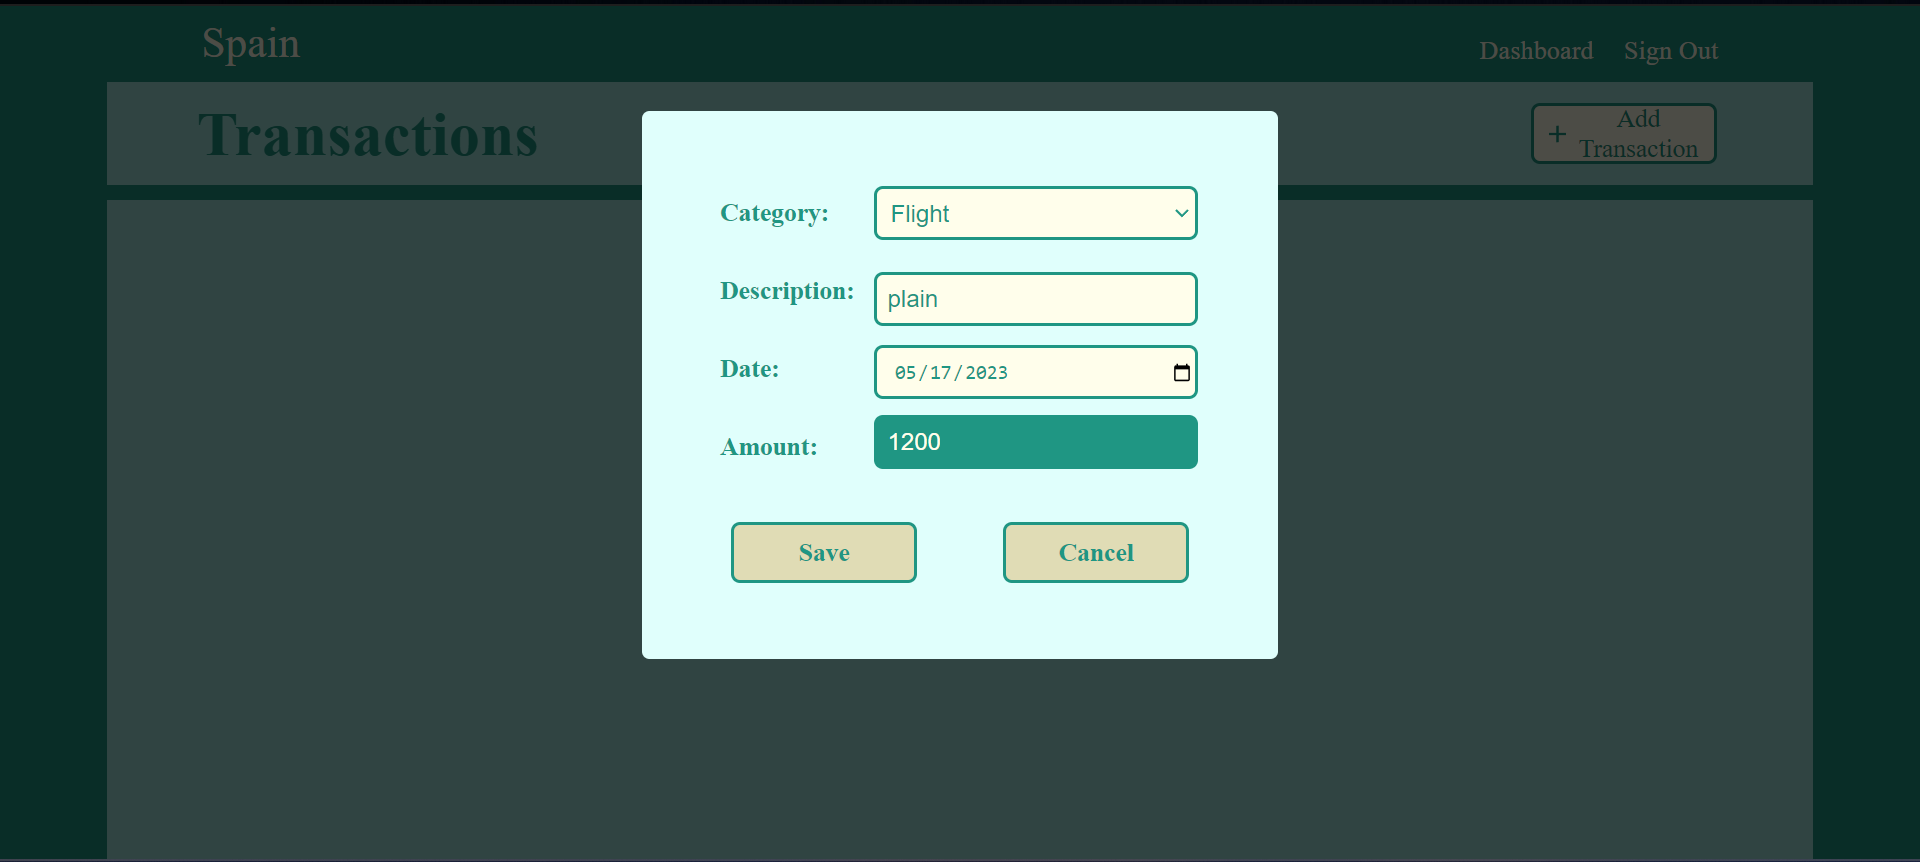 Spain
Dashboard Sign Out
Transactions
+ Add
Transaction
Category: Flight
Description: plain
Date: 05/17/2023
Amount: 1200
Save Cancel